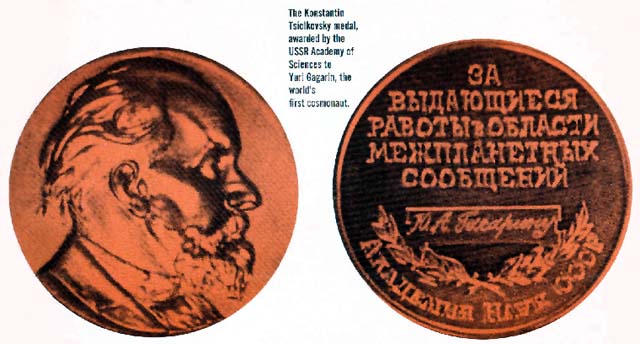 The Konstantin
Tsiolkovsky medal,
awarded by the
USSR Academy of
Sciences to
Yuri Gagarin, the
world's
first cosmonaut.
ЗА
ВЫДАЮЩИЕСЯ
РАБОТЫ в ОБЛАСТИ
МЕЖПЛАНЕТНЫХ
СООБЩЕНИЙ
Ю.А. Гагарину
АКАДЕМИЯ НАУК СССР